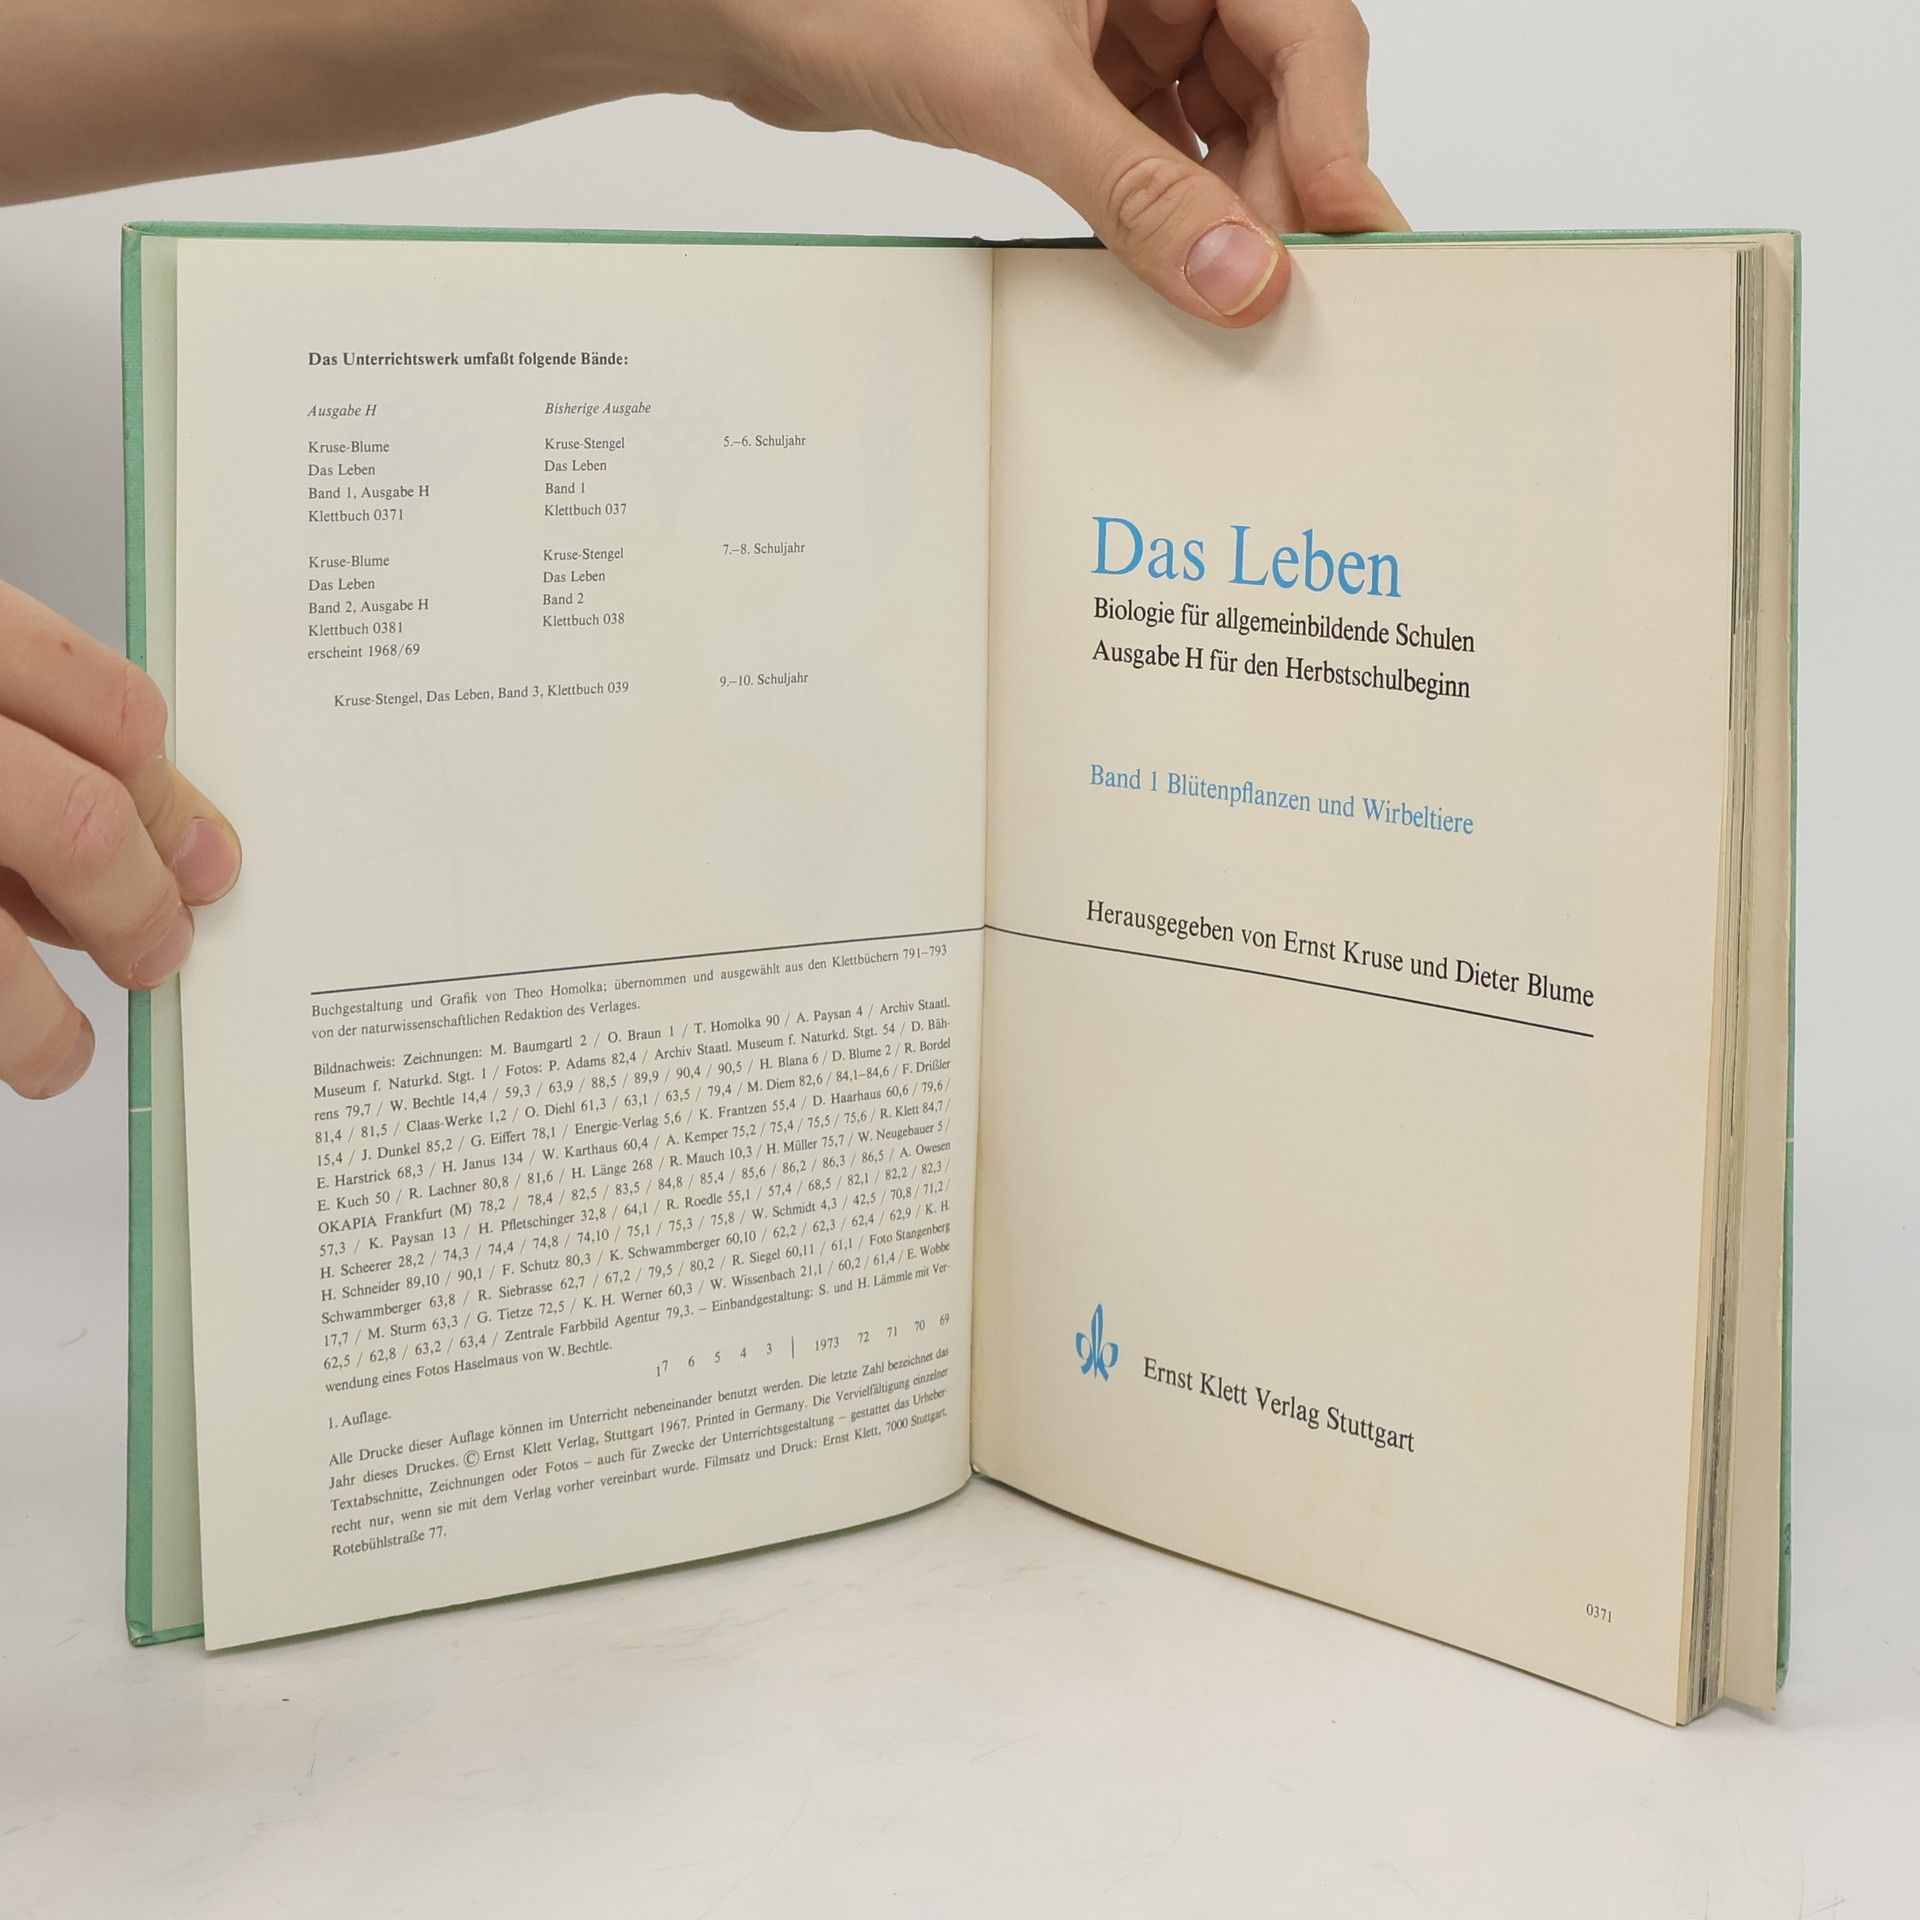 Das Unterrichtswerk umfaßt folgende Bände:
Ausgabe H Bisherige Ausgabe
Kruse-Blume Kruse-Stengel 5.–6. Schuljahr
Das Leben Das Leben
Band 1, Ausgabe H Band 1
Klettbuch 0371 Klettbuch 037
Kruse-Blume Kruse-Stengel 7.–8. Schuljahr
Das Leben Das Leben
Band 2, Ausgabe H Band 2
Klettbuch 0381 Klettbuch 038
erscheint 1968/69
Kruse-Stengel, Das Leben, Band 3, Klettbuch 039 9.–10. Schuljahr
Buchgestaltung und Grafik von Theo Homolka; übernommen und ausgewählt aus den Klettbüchern 791–793
von der naturwissenschaftlichen Redaktion des Verlages.
Bildnachweis: Zeichnungen: M. Baumgartl 2 / O. Braun 1 / T. Homolka 90 / A. Paysan 4 / Archiv Staatl.
Museum f. Naturkd. Stgt. 1 / Fotos: P. Adams 82,4 / Archiv Staatl. Museum f. Naturkd. Stgt. 54 / D. Bäh-
rens 79,7 / W. Bechtle 14,4 / 59,3 / 63,9 / 88,5 / 89,9 / 90,4 / 90,5 / H. Blana 6 / D. Blume 2 / R. Bordel
81,4 / 81,5 / Claas-Werke 1,2 / O. Diehl 61,3 / 63,1 / 63,5 / 79,4 / M. Diem 82,6 / 84,1–84,6 / F. Drißler
15,4 / J. Dunkel 85,2 / G. Eiffert 78,1 / Energie-Verlag 5,6 / K. Frantzen 55,4 / D. Haarhaus 60,6 / 79,6 /
E. Harstrick 68,3 / H. Janus 134 / W. Karthaus 60,4 / A. Kemper 75,2 / 75,4 / 75,5 / 75,6 / R. Klett 84,7 /
E. Kuch 50 / R. Lachner 80,8 / 81,6 / H. Länge 268 / R. Mauch 10,3 / H. Müller 75,7 / W. Neugebauer 5 /
OKAPIA Frankfurt (M) 78,2 / 78,4 / 82,5 / 83,5 / 84,8 / 85,4 / 85,6 / 86,2 / 86,3 / 86,5 / A. Owesen
57,3 / K. Paysan 13 / H. Pfletschinger 32,8 / 64,1 / R. Roedle 55,1 / 57,4 / 68,5 / 82,1 / 82,2 / 82,3 /
H. Scheerer 28,2 / 74,3 / 74,4 / 74,8 / 74,10 / 75,1 / 75,3 / 75,8 / W. Schmidt 4,3 / 42,5 / 70,8 / 71,2 /
H. Schneider 89,10 / 90,1 / F. Schutz 80,3 / K. Schwammberger 60,10 / 62,2 / 62,3 / 62,4 / 62,9 / K. H.
Schwammberger 63,8 / R. Siebrasse 62,7 / 67,2 / 79,5 / 80,2 / R. Siegel 60,11 / 61,1 / Foto Stangenberg
17,7 / M. Sturm 63,3 / G. Tietze 72,5 / K. H. Werner 60,3 / W. Wissenbach 21,1 / 60,2 / 61,4 / E. Wobbe
62,5 / 62,8 / 63,2 / 63,4 / Zentrale Farbbild Agentur 79,3. – Einbandgestaltung: S. und H. Lämmle mit Ver-
wendung eines Fotos Haselmaus von W. Bechtle.
1. Auflage. 17 6 5 4 3 | 1973 72 71 70 69
Alle Drucke dieser Auflage können im Unterricht nebeneinander benutzt werden. Die letzte Zahl bezeichnet das
Jahr dieses Druckes. © Ernst Klett Verlag, Stuttgart 1967. Printed in Germany. Die Vervielfältigung einzelner
Textabschnitte, Zeichnungen oder Fotos – auch für Zwecke der Unterrichtsgestaltung – gestattet das Urheber-
recht nur, wenn sie mit dem Verlag vorher vereinbart wurde. Filmsatz und Druck: Ernst Klett, 7000 Stuttgart,
Rotebühlstraße 77.
Das Leben
Biologie für allgemeinbildende Schulen
Ausgabe H für den Herbstschulbeginn
Band 1 Blütenpflanzen und Wirbeltiere
Herausgegeben von Ernst Kruse und Dieter Blume
Ernst Klett Verlag Stuttgart
0371